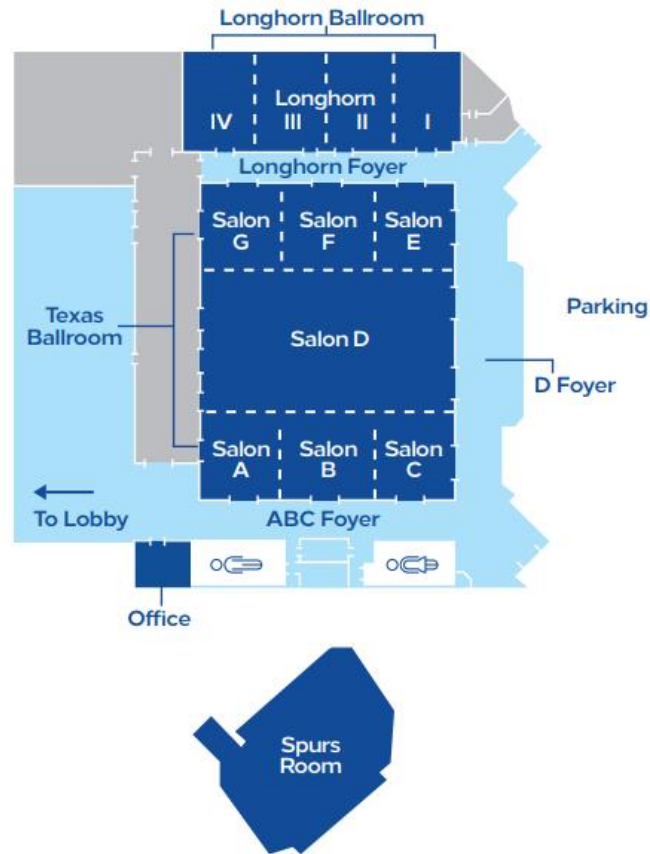 Longhorn Ballroom
Longhorn
IV III II I
Longhorn Foyer
Salon G
Salon F
Salon E
Texas
Ballroom
Salon D
Parking
D Foyer
Salon A
Salon B
Salon C
To Lobby
ABC Foyer
Office
Spurs
Room